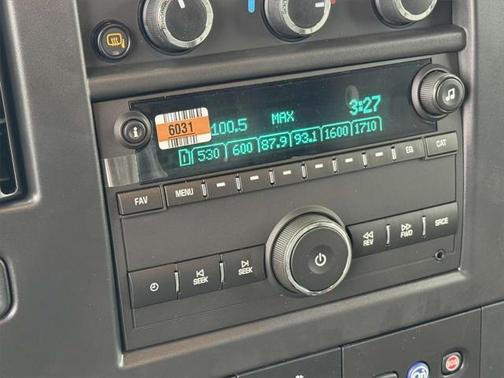 6031
100.5 MAX 3:27
1 530 600 87.9 93.1 1600 1710
FAV MENU EQ CAT
REV FWD SRCE
SEEK SEEK